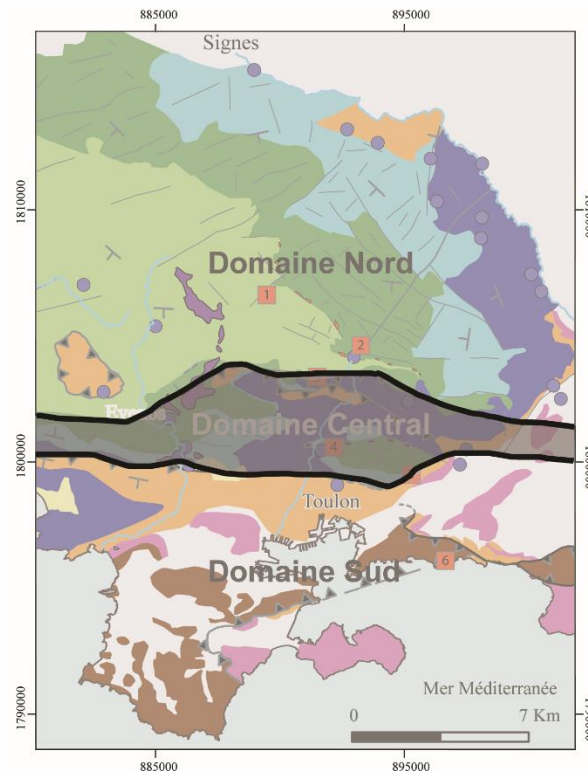 885000 895000
Signes
1810000
Domaine Nord
1
2
Domaine Central
1800000
4
Toulon
Domaine Sud
6
Mer Méditerranée
0 7 Km
1790000
885000 895000